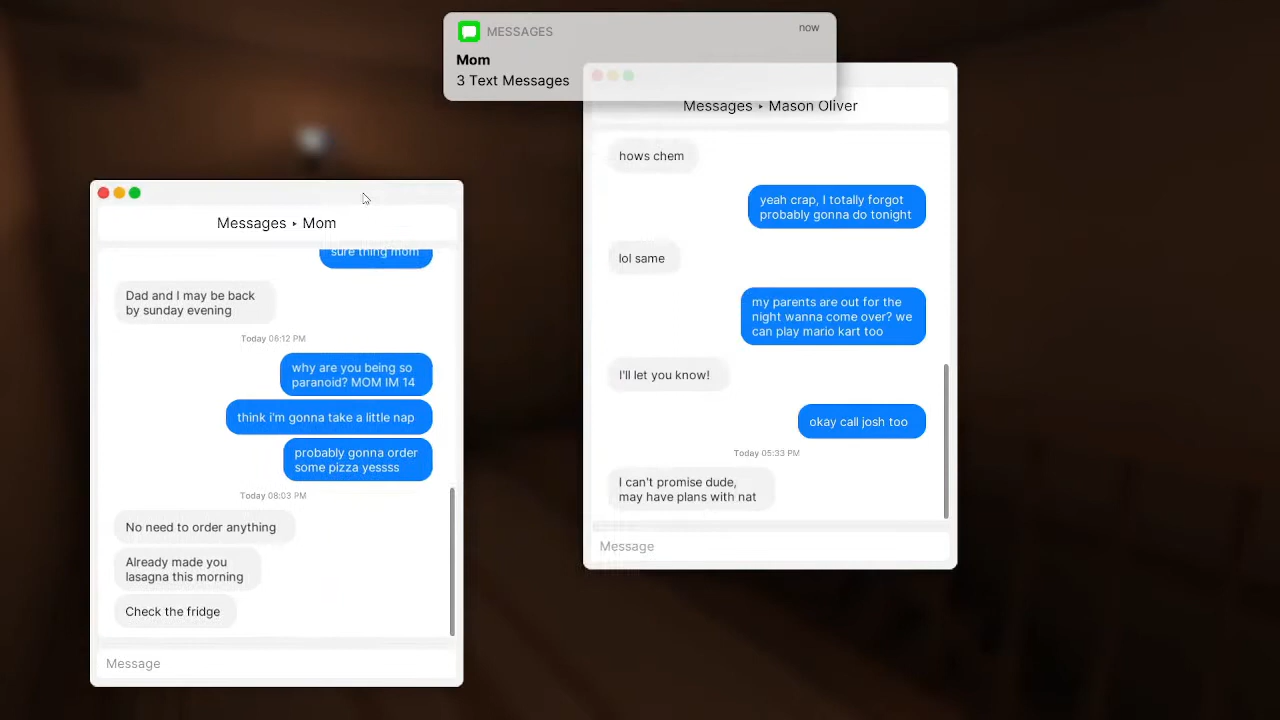 MESSAGES
now
Mom
3 Text Messages
Messages ▸ Mom
sure thing mom
Dad and I may be back
by sunday evening
Today 06:12 PM
why are you being so
paranoid? MOM IM 14
think i'm gonna take a little nap
probably gonna order
some pizza yessss
Today 08:03 PM
No need to order anything
Already made you
lasagna this morning
Check the fridge
Message
Messages ▸ Mason Oliver
hows chem
yeah crap, I totally forgot
probably gonna do tonight
lol same
my parents are out for the
night wanna come over? we
can play mario kart too
I'll let you know!
okay call josh too
Today 05:33 PM
I can't promise dude,
may have plans with nat
Message